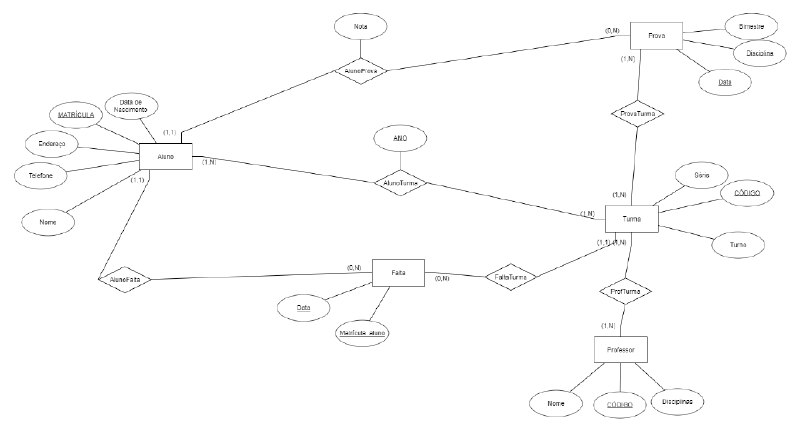 Nota
(0,N)
Prova
Bimestre
Disciplina
Data
(1,N)
AlunoProva
Data de
Nascimento
MATRÍCULA
Endereço
Telefone
Nome
(1,1)
Aluno
(1,N)
(1,1)
ANO
AlunoTurma
ProvaTurma
(1,N)
(1,N)
Turma
Série
CÓDIGO
Turno
(1,1)
(1,N)
AlunoFalta
(0,N)
Falta
(0,N)
FaltaTurma
Data
Matrícula_aluno
ProfTurma
(1,N)
Professor
Nome
CÓDIGO
Disciplinas